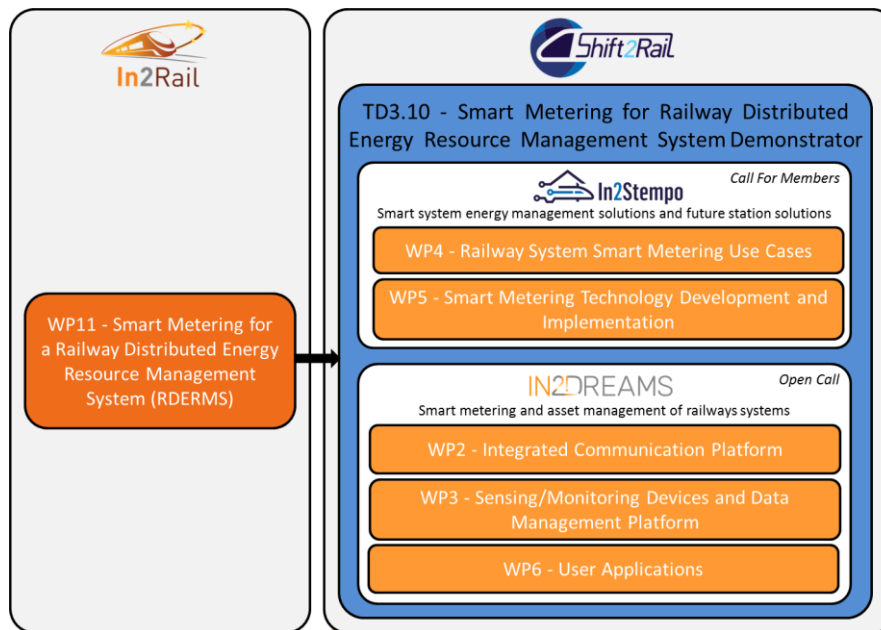 In2Rail
WP11 - Smart Metering for
a Railway Distributed Energy
Resource Management
System (RDERMS)
Shift2Rail
TD3.10 - Smart Metering for Railway Distributed
Energy Resource Management System Demonstrator
Call For Members
In2Stempo
Smart system energy management solutions and future station solutions
WP4 - Railway System Smart Metering Use Cases
WP5 - Smart Metering Technology Development and
Implementation
Open Call
IN2DREAMS
Smart metering and asset management of railways systems
WP2 - Integrated Communication Platform
WP3 - Sensing/Monitoring Devices and Data
Management Platform
WP6 - User Applications